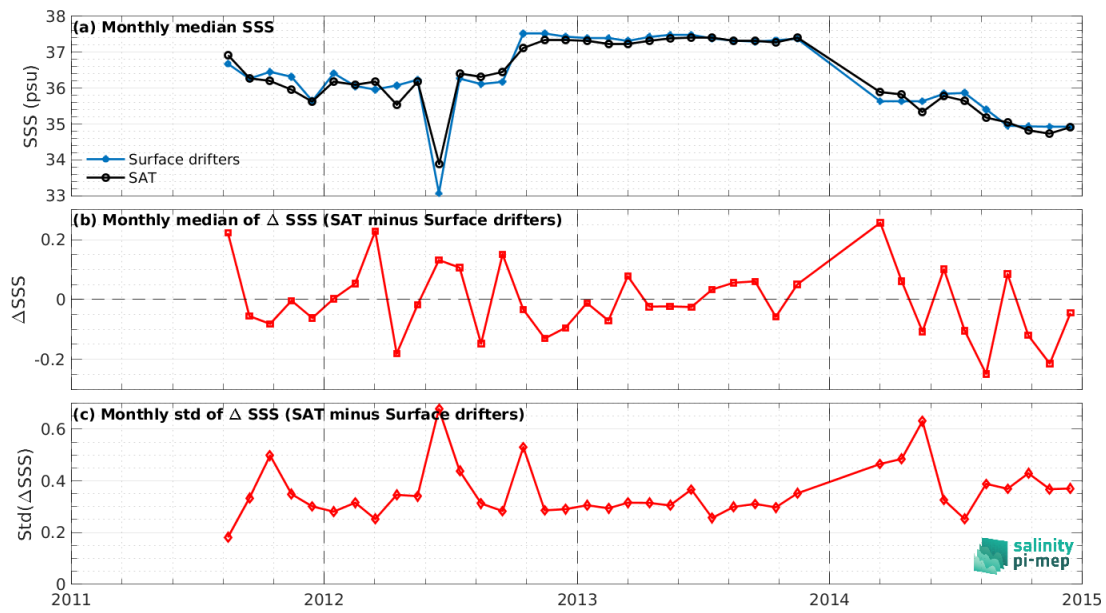 (a) Monthly median SSS
38
37
36
35
34
33
SSS (psu)
Surface drifters
SAT
(b) Monthly median of Δ SSS (SAT minus Surface drifters)
0.2
0
-0.2
ΔSSS
(c) Monthly std of Δ SSS (SAT minus Surface drifters)
0.6
0.4
0.2
0
Std(ΔSSS)
salinity
pi-mep
2011
2012
2013
2014
2015